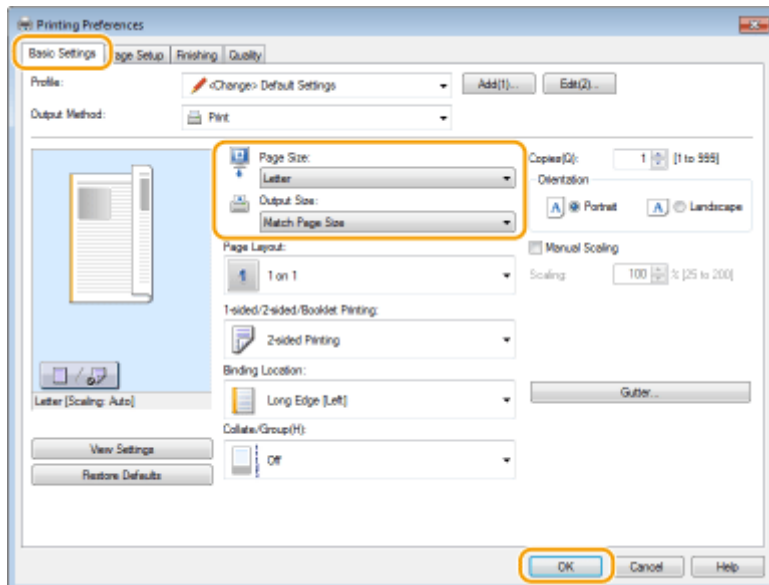 Printing Preferences
Basic Settings Page Setup Finishing Quality
Profile: <Change> Default Settings Add(1)... Edit(2)...
Output Method: Print
Page Size:
Letter
Output Size:
Match Page Size
Copies(Q): 1 [1 to 999]
Orientation
A Portrait A Landscape
Page Layout:
1 1 on 1
Manual Scaling
Scaling: 100 % [25 to 200]
1-sided/2-sided/Booklet Printing:
2-sided Printing
Binding Location:
Long Edge [Left]
Gutter...
Letter [Scaling: Auto]
Collate/Group(H):
Off
View Settings
Restore Defaults
OK Cancel Help